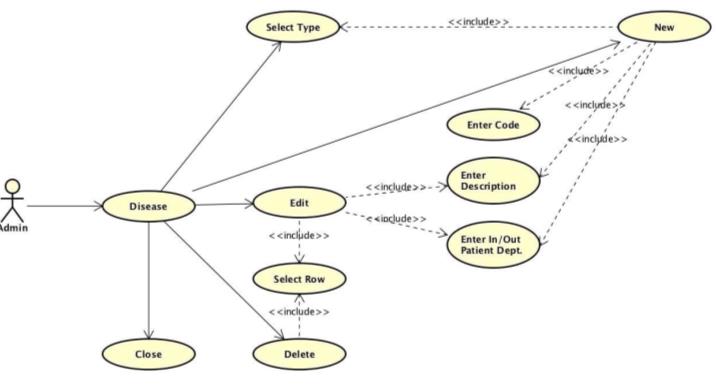 Select Type
<<include>>
New
<<include>>
<<include>>
Enter Code
<<include>>
Enter
Description
<<include>>
Edit
Disease
Admin
<<include>>
Enter In/Out
Patient Dept.
<<include>>
Select Row
<<include>>
Close
Delete